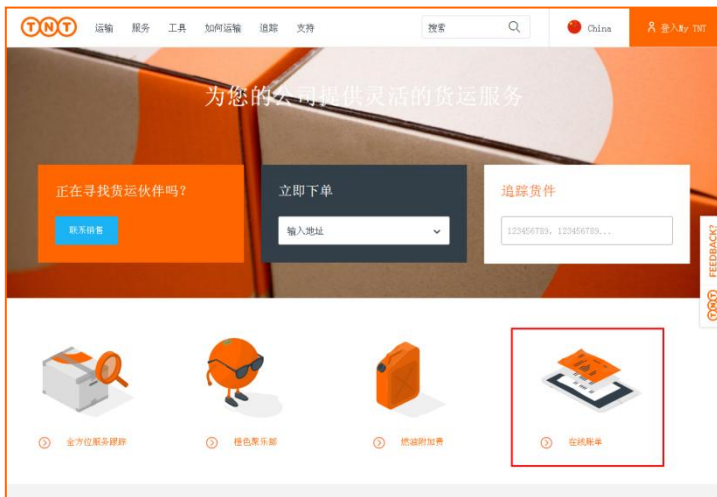 TNT 运输 服务 工具 如何运输 追踪 支持 搜索 China 登入My TNT
为您的公司提供灵活的货运服务
正在寻找货运伙伴吗? 立即下单 追踪货件
联系销售 输入地址 123456789, 123456789...
TNT FEEDBACK?
全方位服务跟踪 橙色聚乐部 燃油附加费 在线账单